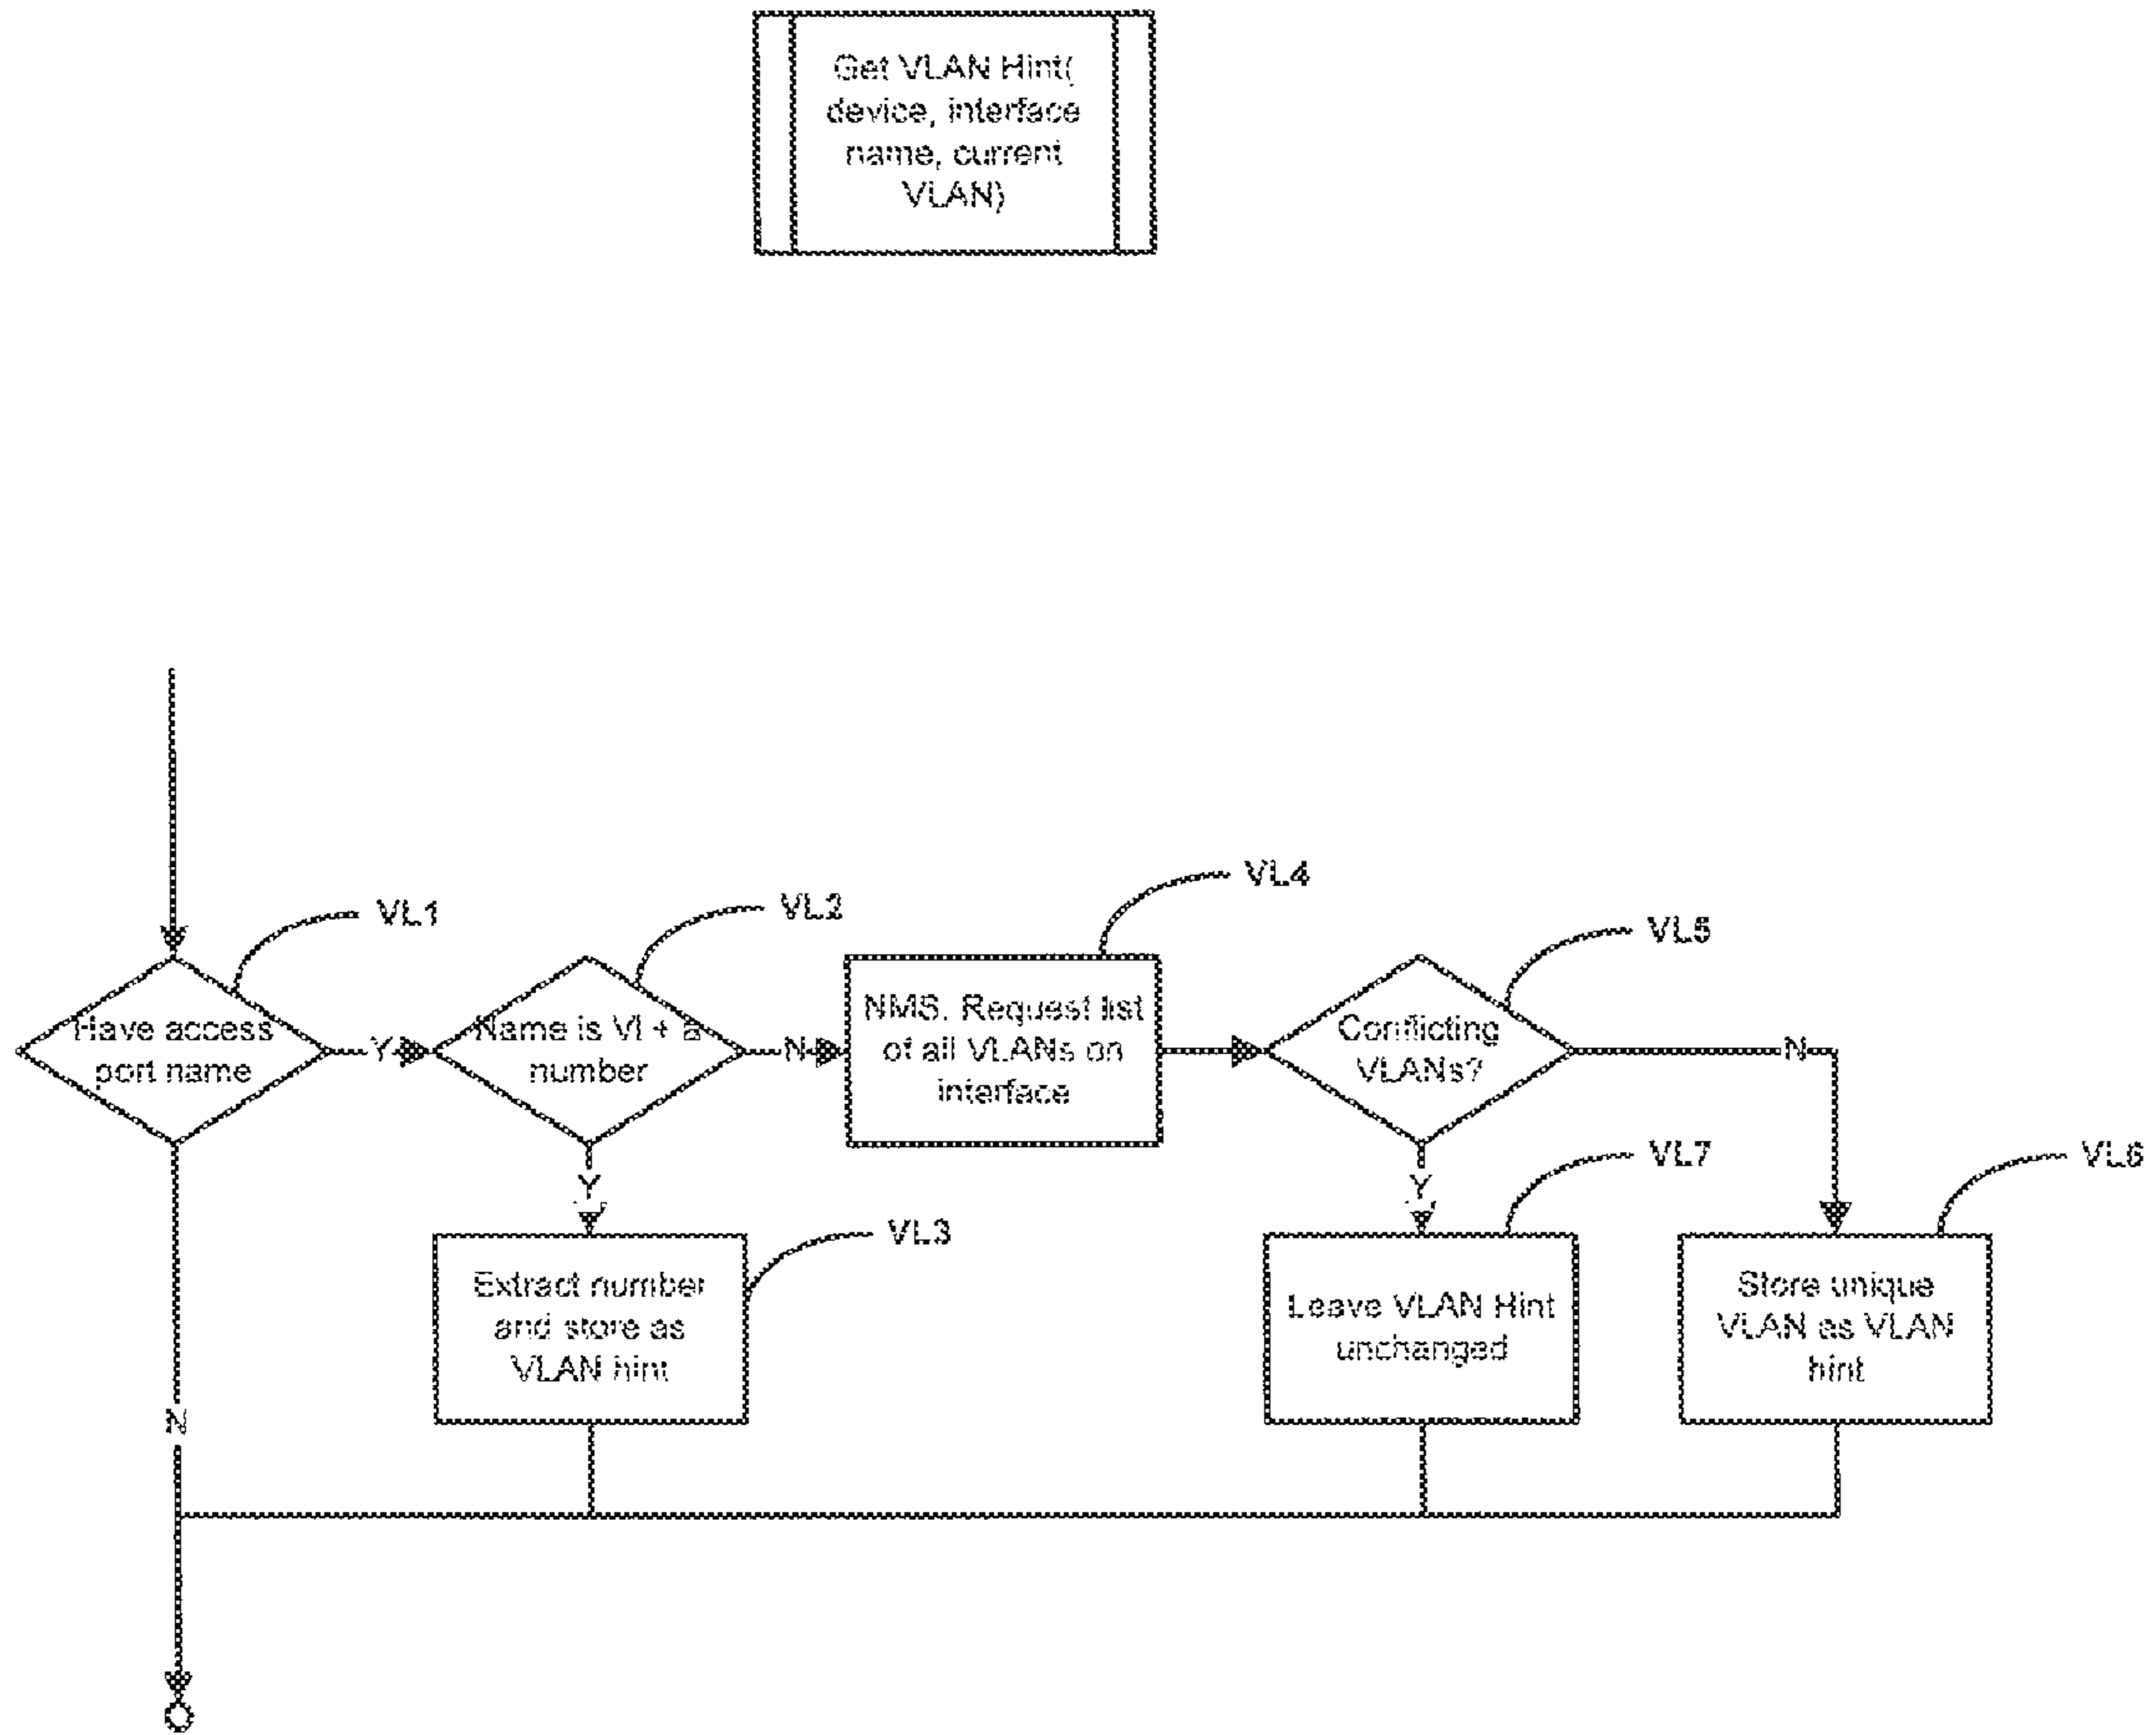 Get VLAN Hint(
device, interface
name, current
VLAN)
VL1
VL2
VL4
VL5
Have access
port name
Y
Name is Vl + a
number
N
NMS. Request list
of all VLANs on
interface
Conflicting
VLANs?
N
Y
Y
VL7
VL6
VL3
Extract number
and store as
VLAN hint
Leave VLAN Hint
unchanged
Store unique
VLAN as VLAN
hint
N